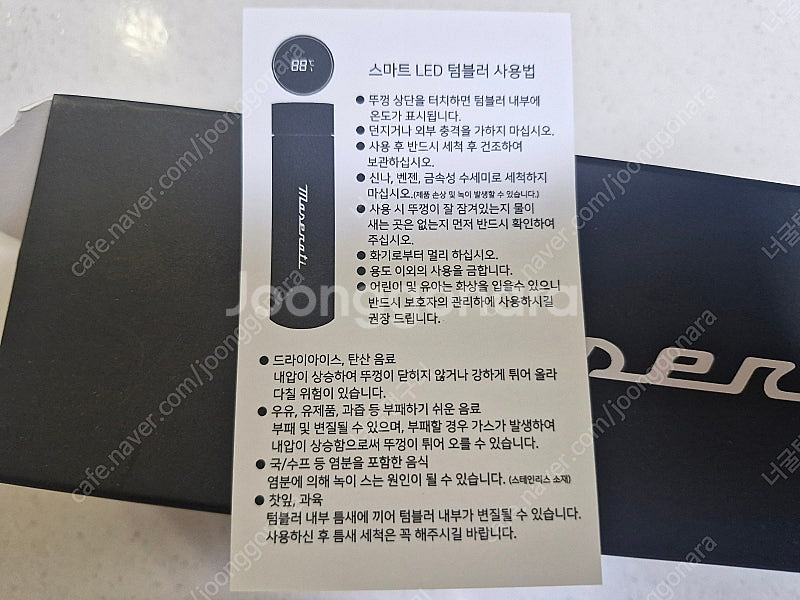 88℃
스마트 LED 텀블러 사용법
● 뚜껑 상단을 터치하면 텀블러 내부에
온도가 표시됩니다.
● 던지거나 외부 충격을 가하지 마십시오.
● 사용 후 반드시 세척 후 건조하여
보관하십시오.
● 신나, 벤젠, 금속성 수세미로 세척하지
마십시오.(제품 손상 및 녹이 발생할 수 있습니다.)
● 사용 시 뚜껑이 잘 잠겨있는지 물이
새는 곳은 없는지 먼저 반드시 확인하여
주십시오.
● 화기로부터 멀리 하십시오.
● 용도 이외의 사용을 금합니다.
● 어린이 및 유아는 화상을 입을수 있으니
반드시 보호자의 관리하에 사용하시길
권장 드립니다.
Maserati
● 드라이아이스, 탄산 음료
내압이 상승하여 뚜껑이 닫히지 않거나 강하게 튀어 올라
다칠 위험이 있습니다.
● 우유, 유제품, 과즙 등 부패하기 쉬운 음료
부패 및 변질될 수 있으며, 부패할 경우 가스가 발생하여
내압이 상승함으로써 뚜껑이 튀어 오를 수 있습니다.
● 국/수프 등 염분을 포함한 음식
염분에 의해 녹이 스는 원인이 될 수 있습니다. (스테인리스 소재)
● 찻잎, 과육
텀블러 내부 틈새에 끼어 텀블러 내부가 변질될 수 있습니다.
사용하신 후 틈새 세척은 꼭 해주시길 바랍니다.
ser
Joonggonara
cafe.naver.com/joonggonara